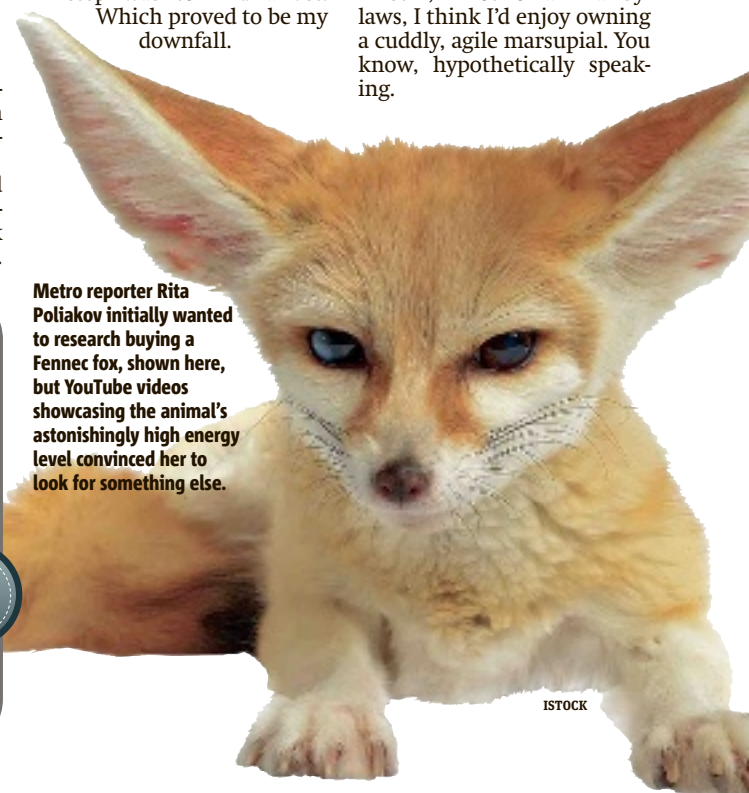 Which proved to be my
downfall.
laws, I think I'd enjoy owning
a cuddly, agile marsupial. You
know, hypothetically speak-
ing.
Metro reporter Rita
Poliakov initially wanted
to research buying a
Fennec fox, shown here,
but YouTube videos
showcasing the animal's
astonishingly high energy
level convinced her to
look for something else.
ISTOCK